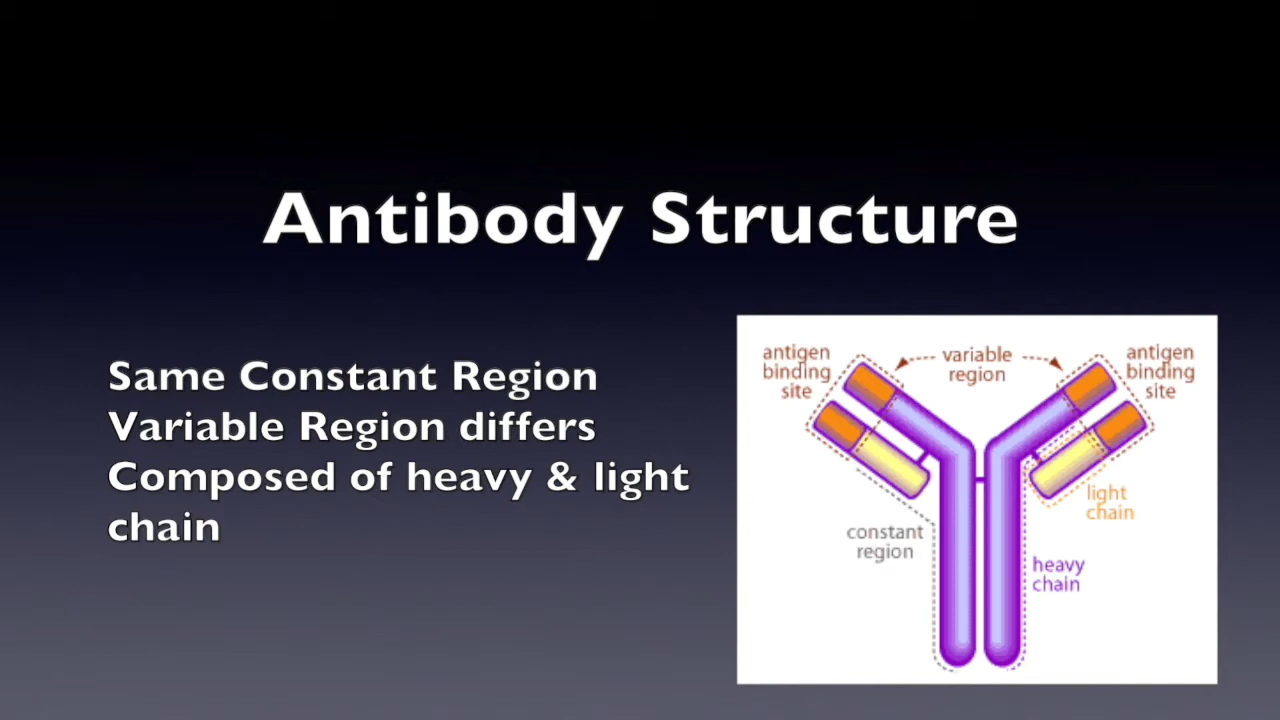 Antibody Structure
Same Constant Region
Variable Region differs
Composed of heavy & light
chain
antigen
binding
site
variable
region
antigen
binding
site
light
chain
constant
region
heavy
chain